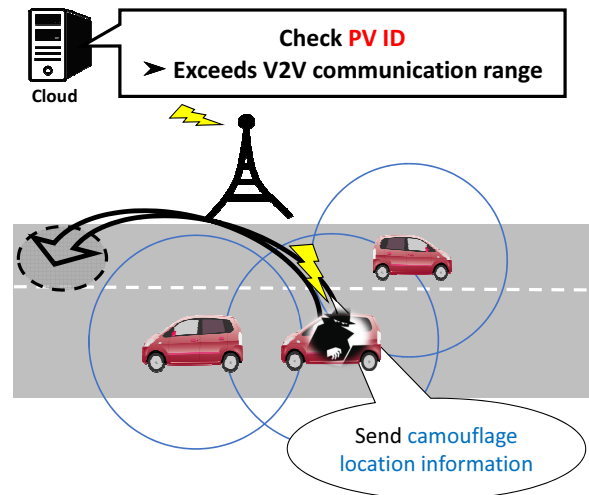 Check PV ID
➤ Exceeds V2V communication range
Cloud
Send camouflage
location information